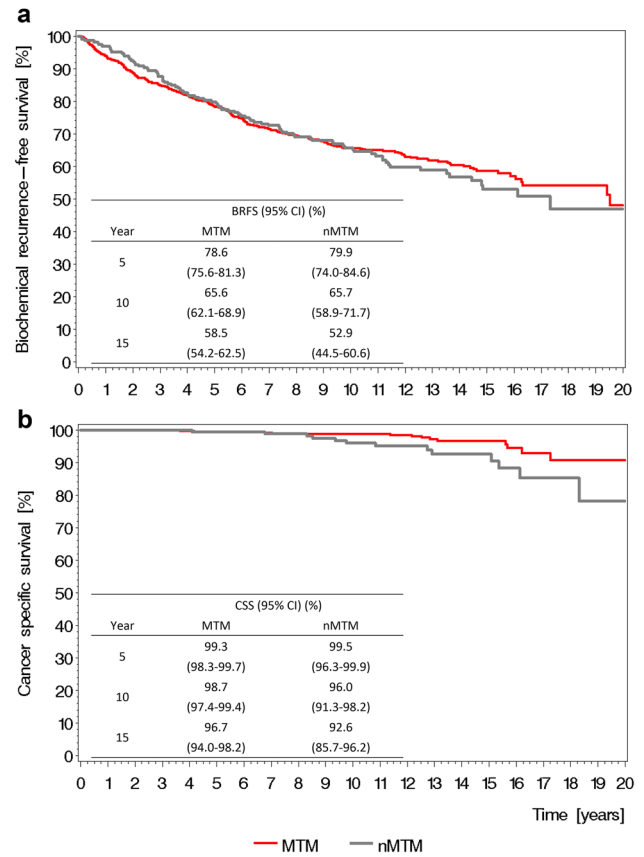 a
Biochemical recurrence–free survival [%]
100
90
80
70
60
50
40
30
20
10
0
BRFS (95% CI) (%)
Year MTM nMTM
5 78.6 79.9
(75.6-81.3) (74.0-84.6)
10 65.6 65.7
(62.1-68.9) (58.9-71.7)
15 58.5 52.9
(54.2-62.5) (44.5-60.6)
0 1 2 3 4 5 6 7 8 9 10 11 12 13 14 15 16 17 18 19 20
b
Cancer specific survival [%]
100
90
80
70
60
50
40
30
20
10
0
CSS (95% CI) (%)
Year MTM nMTM
5 99.3 99.5
(98.3-99.7) (96.3-99.9)
10 98.7 96.0
(97.4-99.4) (91.3-98.2)
15 96.7 92.6
(94.0-98.2) (85.7-96.2)
0 1 2 3 4 5 6 7 8 9 10 11 12 13 14 15 16 17 18 19 20
Time [years]
MTM nMTM